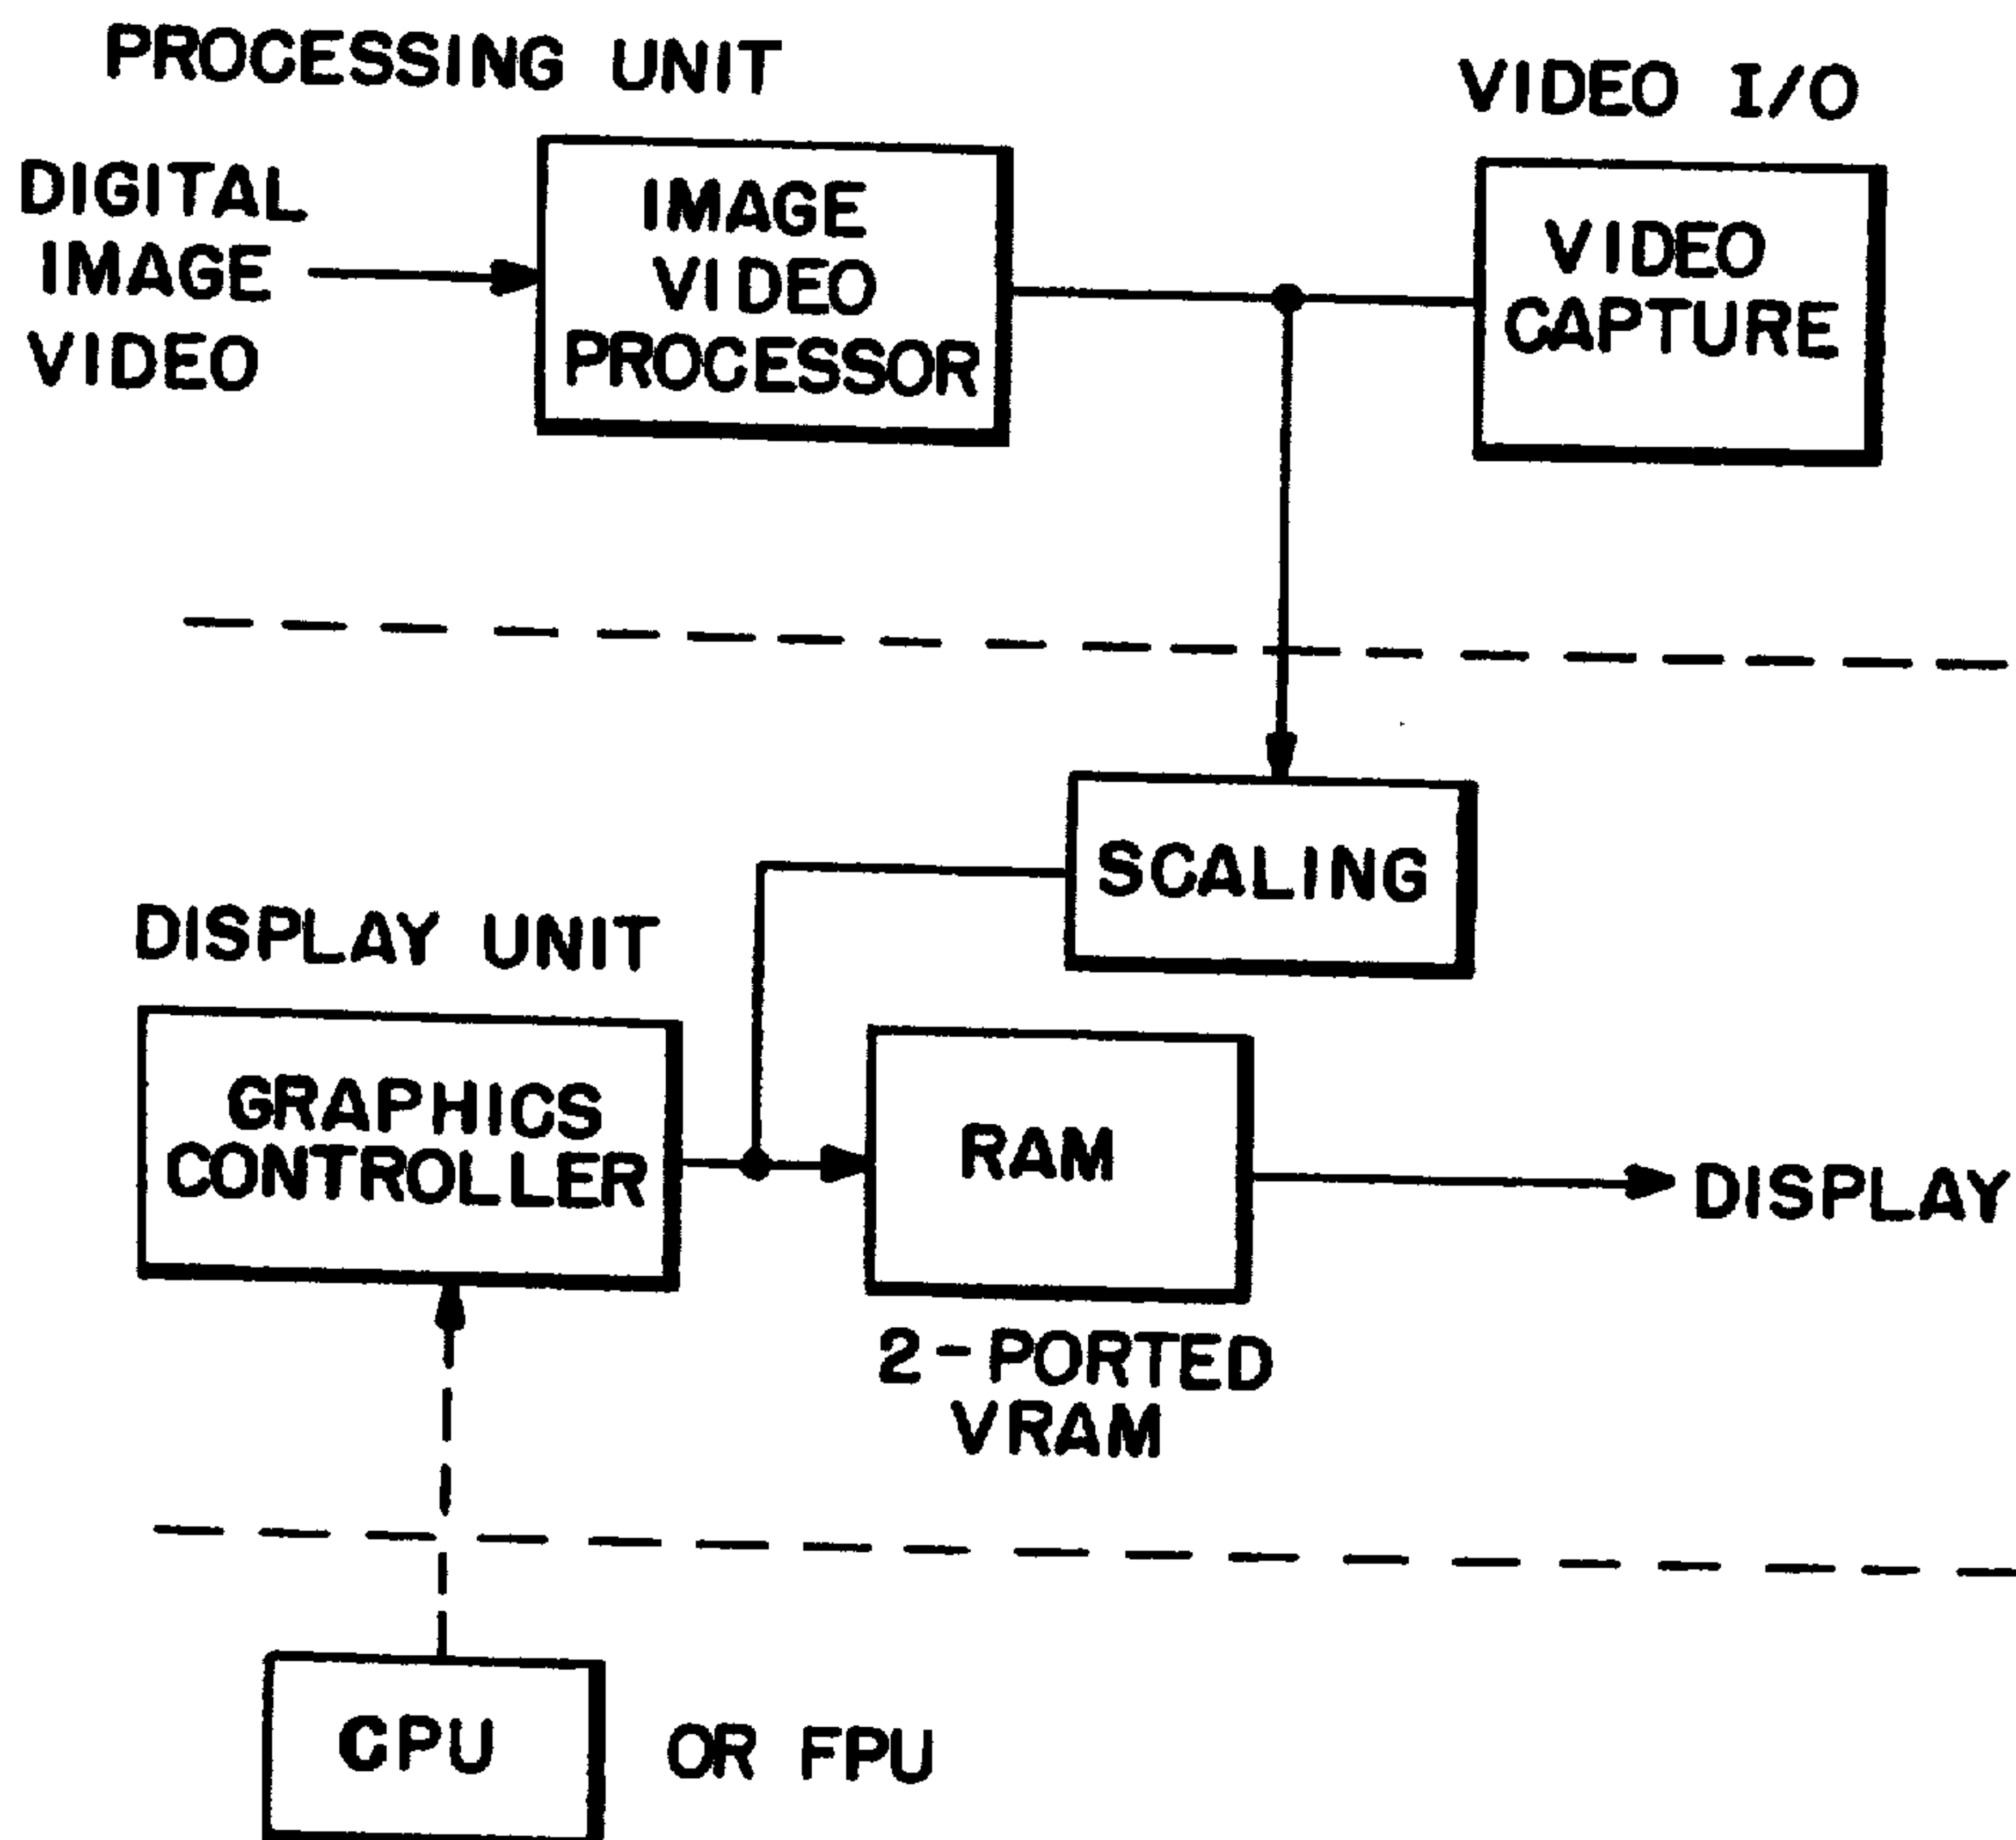 PROCESSING UNIT
VIDEO I/O
DIGITAL
IMAGE
VIDEO
IMAGE
VIDEO
PROCESSOR
VIDEO
CAPTURE
SCALING
DISPLAY UNIT
GRAPHICS
CONTROLLER
RAM
DISPLAY
2-PORTED
VRAM
CPU
OR FPU